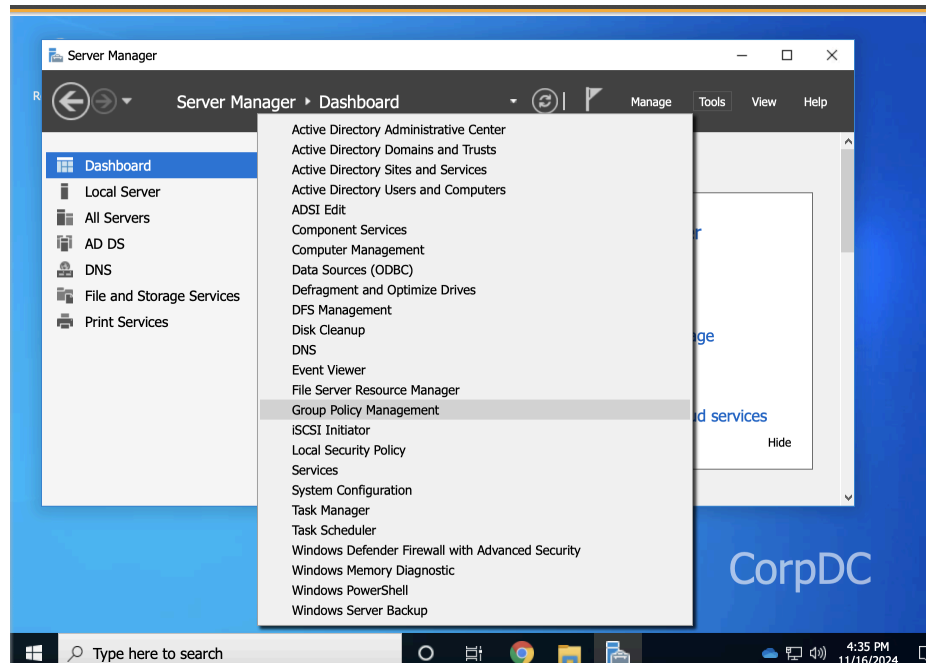 Server Manager
Server Manager Dashboard
Manage Tools View Help
Dashboard
Local Server
All Servers
AD DS
DNS
File and Storage Services
Print Services
Active Directory Administrative Center
Active Directory Domains and Trusts
Active Directory Sites and Services
Active Directory Users and Computers
ADSI Edit
Component Services
Computer Management
Data Sources (ODBC)
Defragment and Optimize Drives
DFS Management
Disk Cleanup
DNS
Event Viewer
File Server Resource Manager
Group Policy Management
iSCSI Initiator
Local Security Policy
Services
System Configuration
Task Manager
Task Scheduler
Windows Defender Firewall with Advanced Security
Windows Memory Diagnostic
Windows PowerShell
Windows Server Backup
services
Hide
CorpDC
Type here to search
4:35 PM
11/16/2024